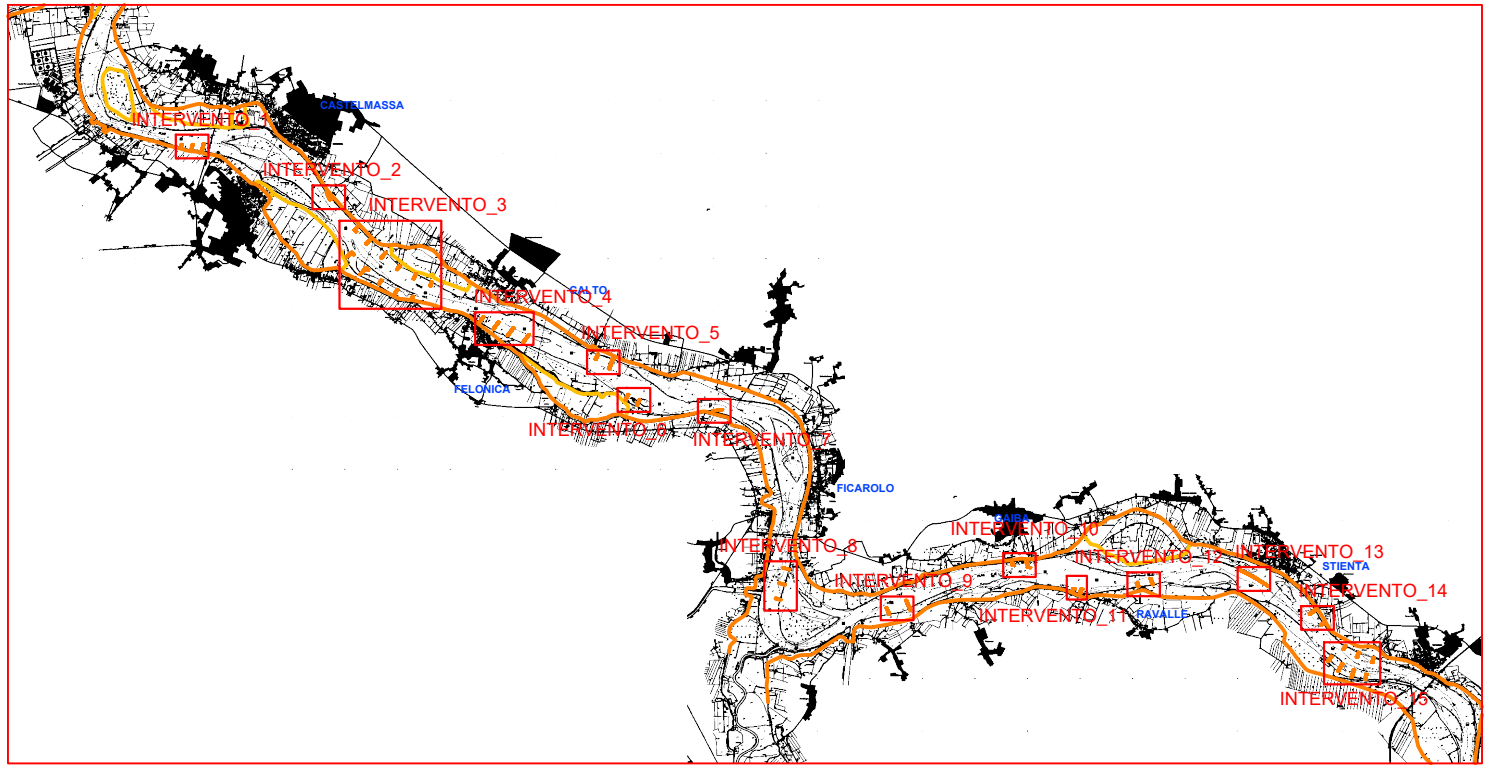 CASTELMASSA
INTERVENTO_1
INTERVENTO_2
INTERVENTO_3
CALTO
INTERVENTO_4
INTERVENTO_5
FELONICA
INTERVENTO_6
INTERVENTO_7
FICAROLO
GAIBA
INTERVENTO_10
INTERVENTO_8
INTERVENTO_12
INTERVENTO_13
STIENTA
INTERVENTO_9
INTERVENTO_14
INTERVENTO_11
RAVALLE
INTERVENTO_15